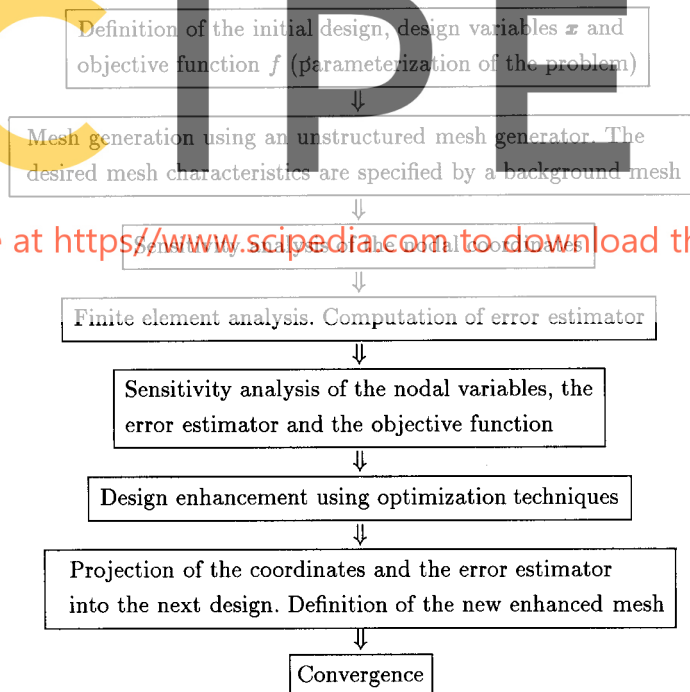 CIPE
Definition of the initial design, design variables x and
objective function f (parameterization of the problem)
⇓
Mesh generation using an unstructured mesh generator. The
desired mesh characteristics are specified by a background mesh
⇓
at https://www.scipedia.com to download th
Sensitivity analysis of the nodal coordinates
⇓
Finite element analysis. Computation of error estimator
⇓
Sensitivity analysis of the nodal variables, the
error estimator and the objective function
⇓
Design enhancement using optimization techniques
⇓
Projection of the coordinates and the error estimator
into the next design. Definition of the new enhanced mesh
⇓
Convergence